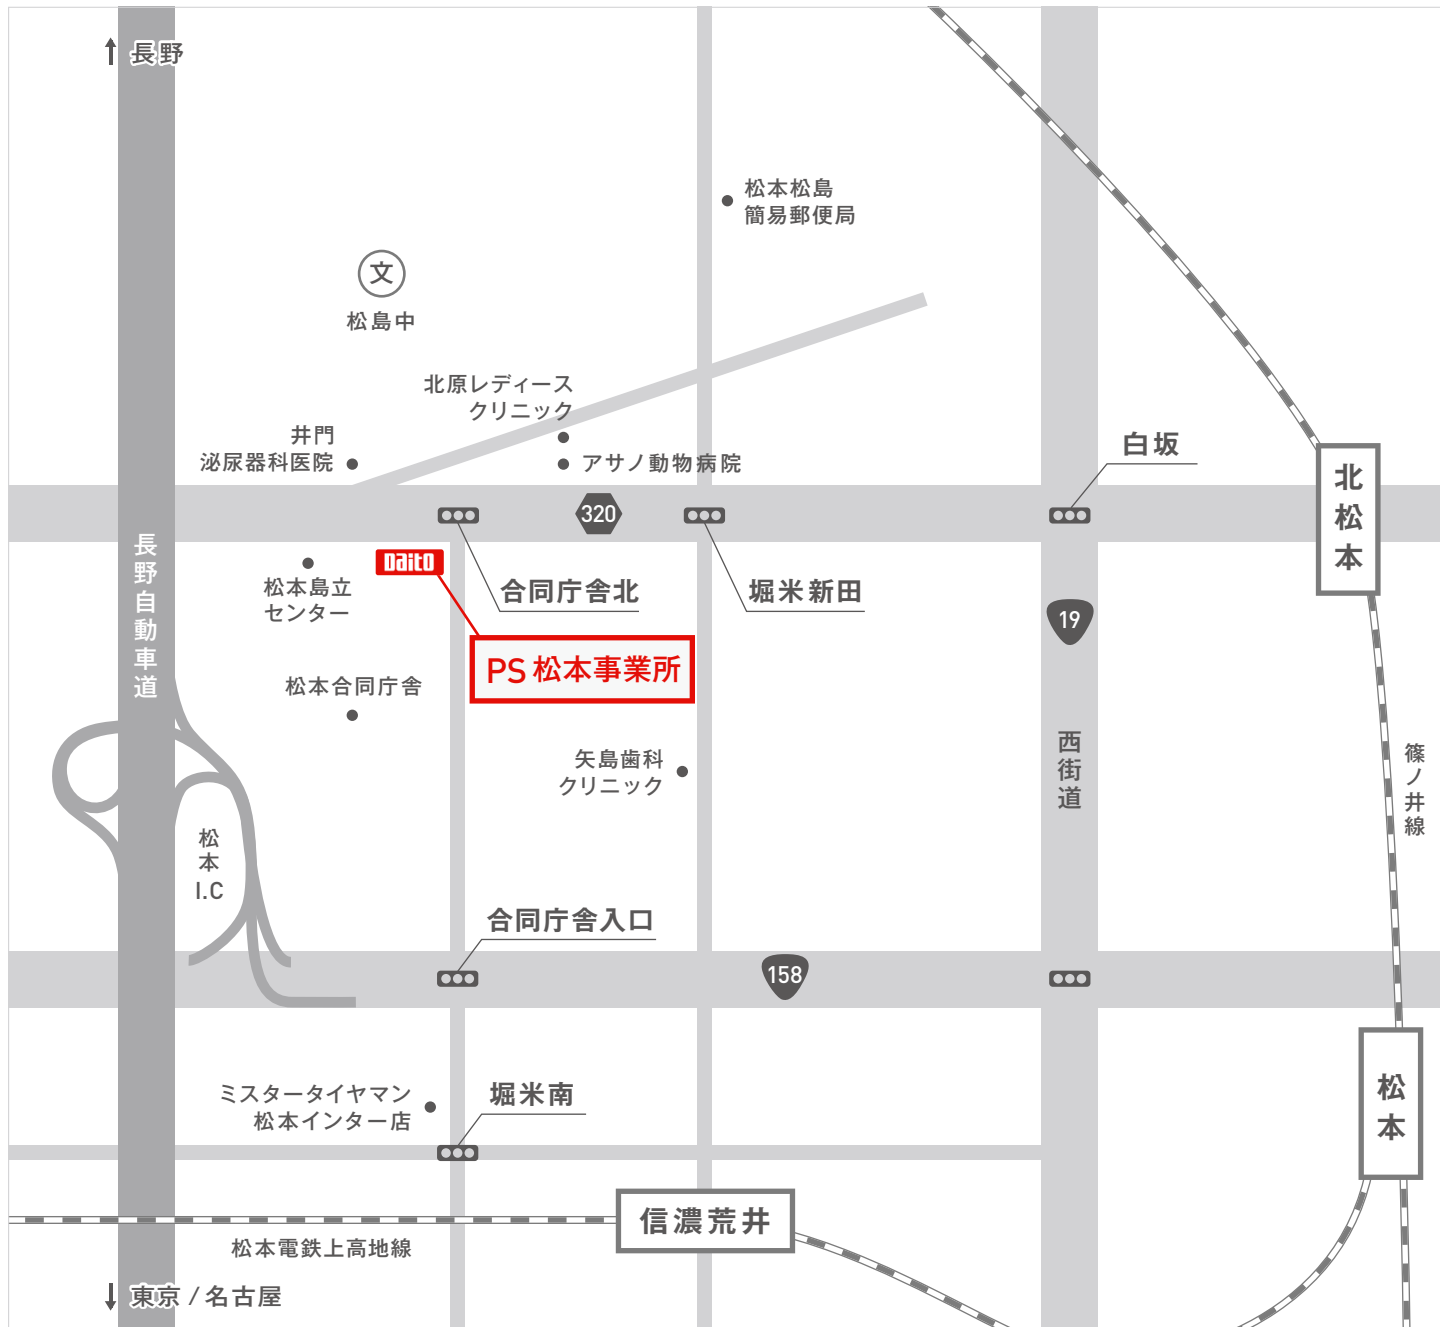 長野
松本松島
簡易郵便局
文
松島中
北原レディース
クリニック
井門
泌尿器科医院
アサノ動物病院
白坂
北松本
320
Daito
松本島立
センター
合同庁舎北
堀米新田
長野自動車道
19
PS 松本事業所
松本合同庁舎
西街道
矢島歯科
クリニック
篠ノ井線
松本
I.C
合同庁舎入口
158
ミスタータイヤマン
松本インター店
堀米南
松本
信濃荒井
松本電鉄上高地線
東京 / 名古屋